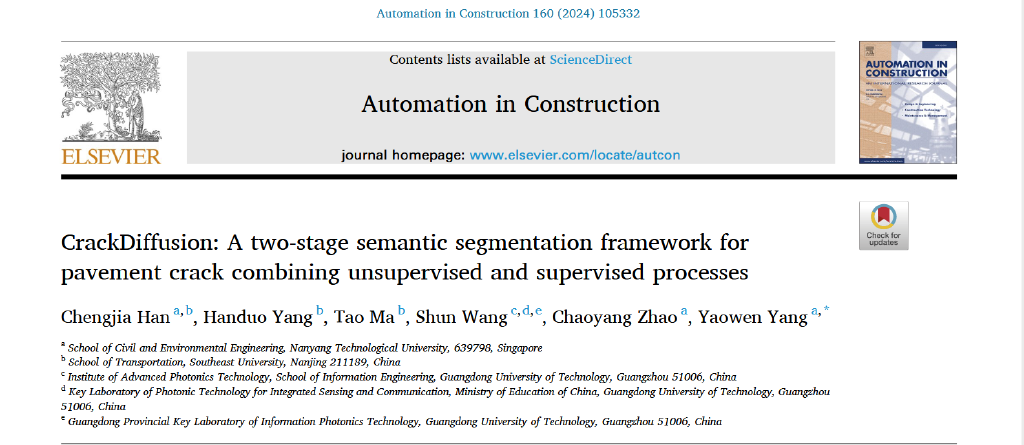 Automation in Construction 160 (2024) 105332
Contents lists available at ScienceDirect
Automation in Construction
journal homepage: www.elsevier.com/locate/autcon
ELSEVIER
AUTOMATION IN
CONSTRUCTION
Check for
updates
CrackDiffusion: A two-stage semantic segmentation framework for
pavement crack combining unsupervised and supervised processes
Chengjia Han a,b, Handuo Yang b, Tao Ma b, Shun Wang c,d,e, Chaoyang Zhao a, Yaowen Yang a,*
a School of Civil and Environmental Engineering, Nanyang Technological University, 639798, Singapore
b School of Transportation, Southeast University, Nanjing 211189, China
c Institute of Advanced Photonics Technology, School of Information Engineering, Guangdong University of Technology, Guangzhou 51006, China
d Key Laboratory of Photonic Technology for Integrated Sensing and Communication, Ministry of Education of China, Guangdong University of Technology, Guangzhou
51006, China
e Guangdong Provincial Key Laboratory of Information Photonics Technology, Guangdong University of Technology, Guangzhou 51006, China